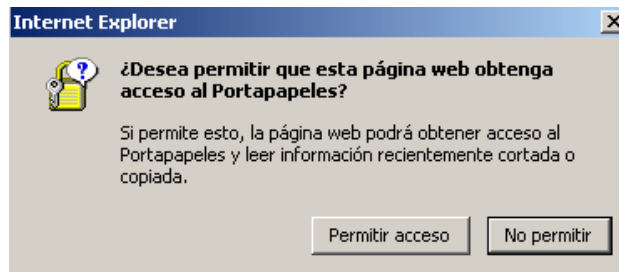 Internet Explorer
¿Desea permitir que esta página web obtenga
acceso al Portapapeles?
Si permite esto, la página web podrá obtener acceso al
Portapapeles y leer información recientemente cortada o
copiada.
Permitir acceso
No permitir